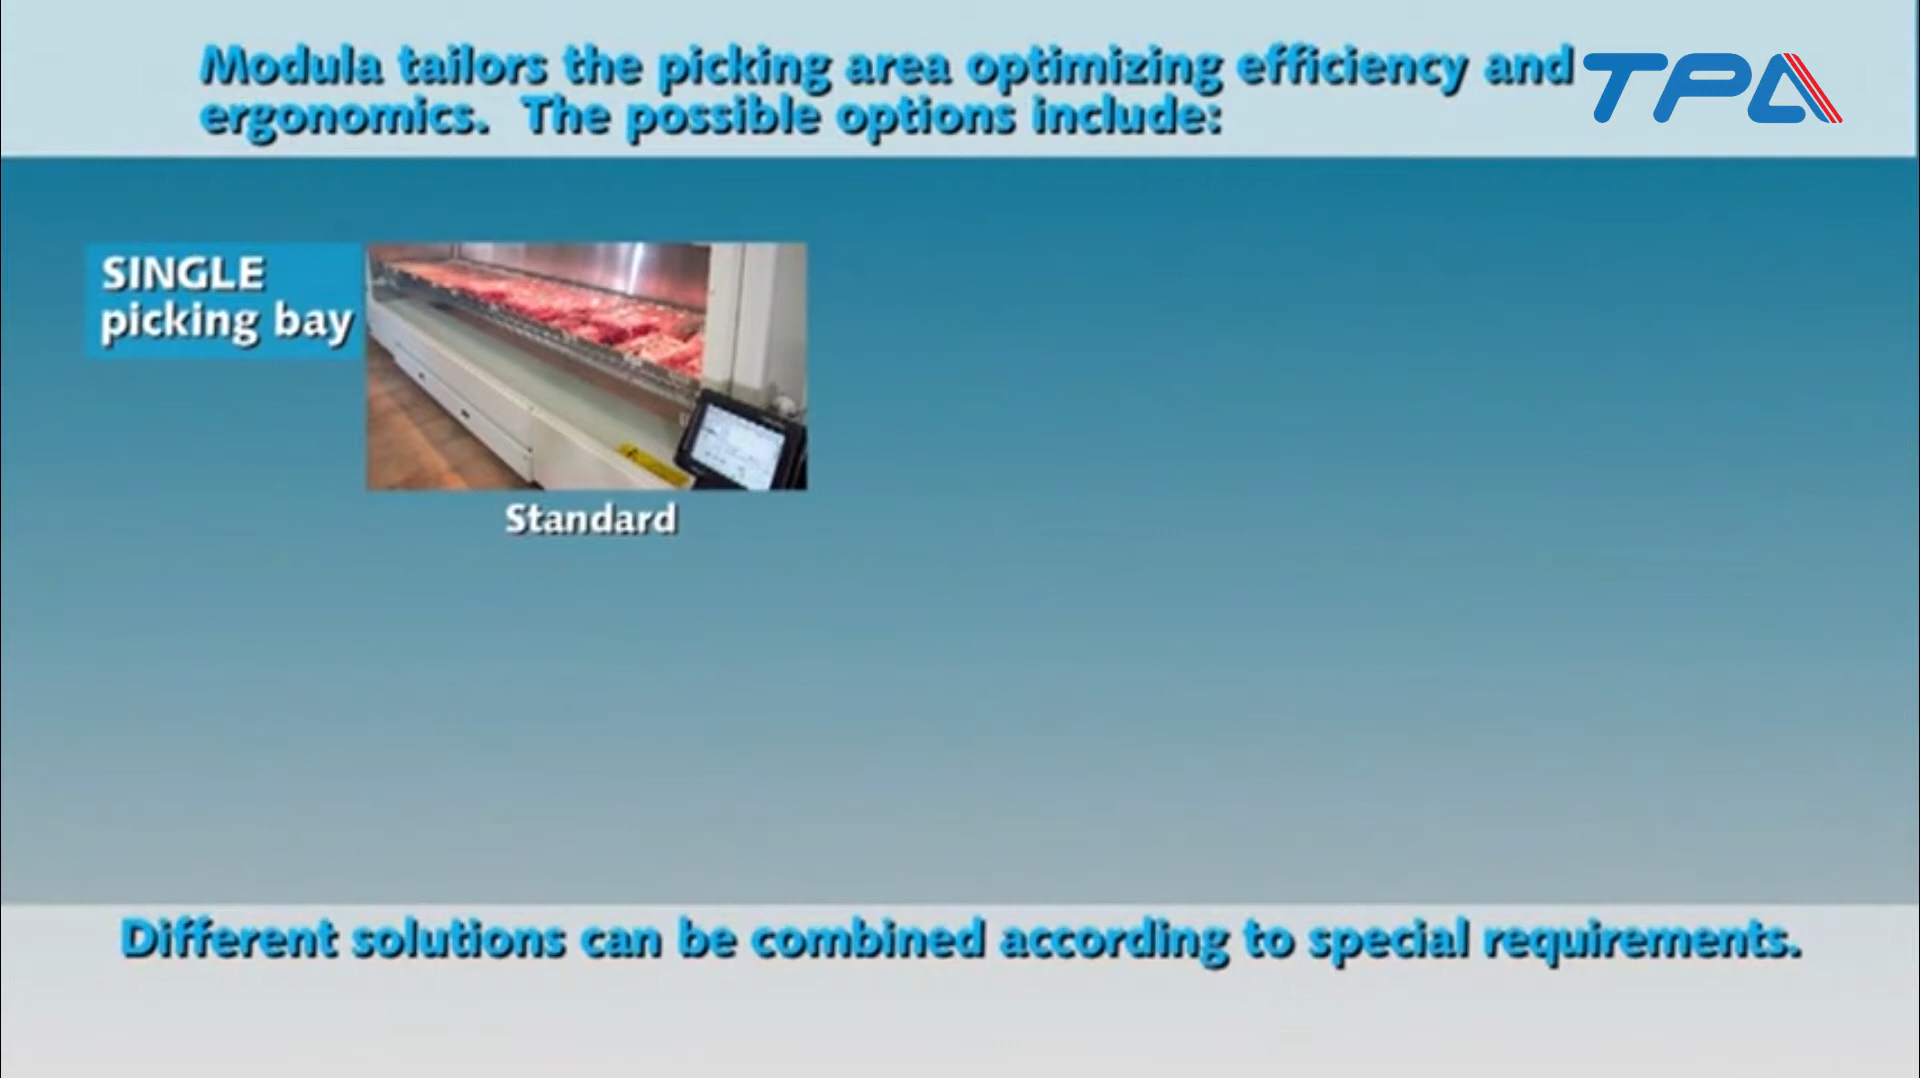 Modula tailors the picking area optimizing efficiency and
ergonomics. The possible options include:
TPA
SINGLE
picking bay
Standard
Different solutions can be combined according to special requirements.